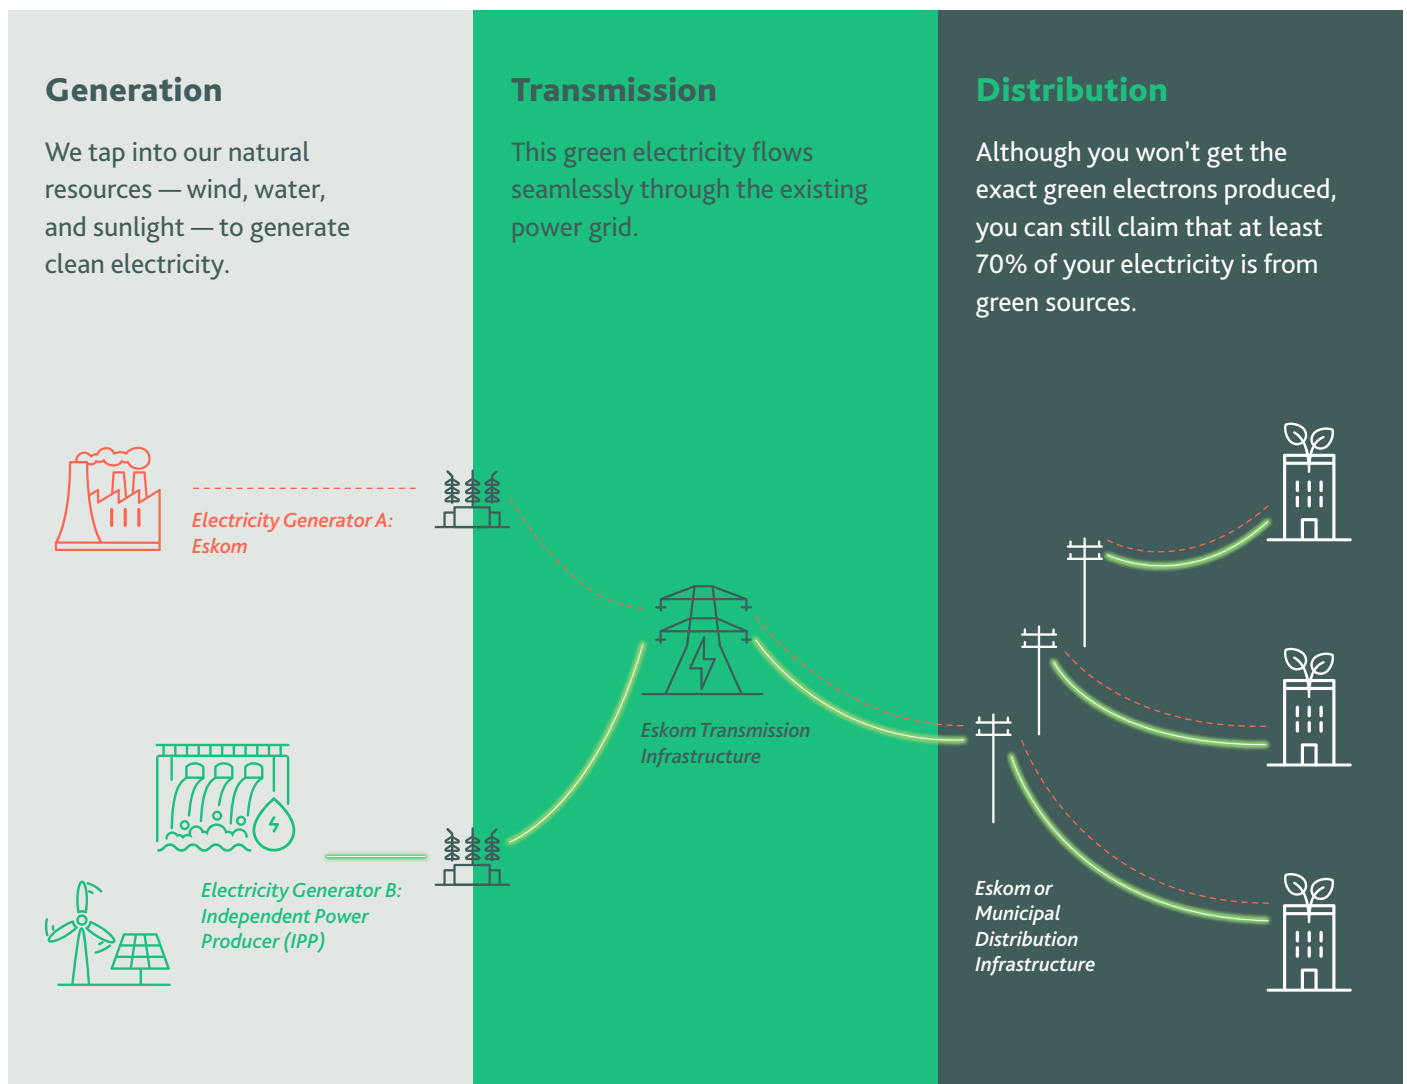 Generation
We tap into our natural
resources — wind, water,
and sunlight — to generate
clean electricity.
Transmission
This green electricity flows
seamlessly through the existing
power grid.
Distribution
Although you won’t get the
exact green electrons produced,
you can still claim that at least
70% of your electricity is from
green sources.
Electricity Generator A:
Eskom
Electricity Generator B:
Independent Power
Producer (IPP)
Eskom Transmission
Infrastructure
Eskom or
Municipal
Distribution
Infrastructure